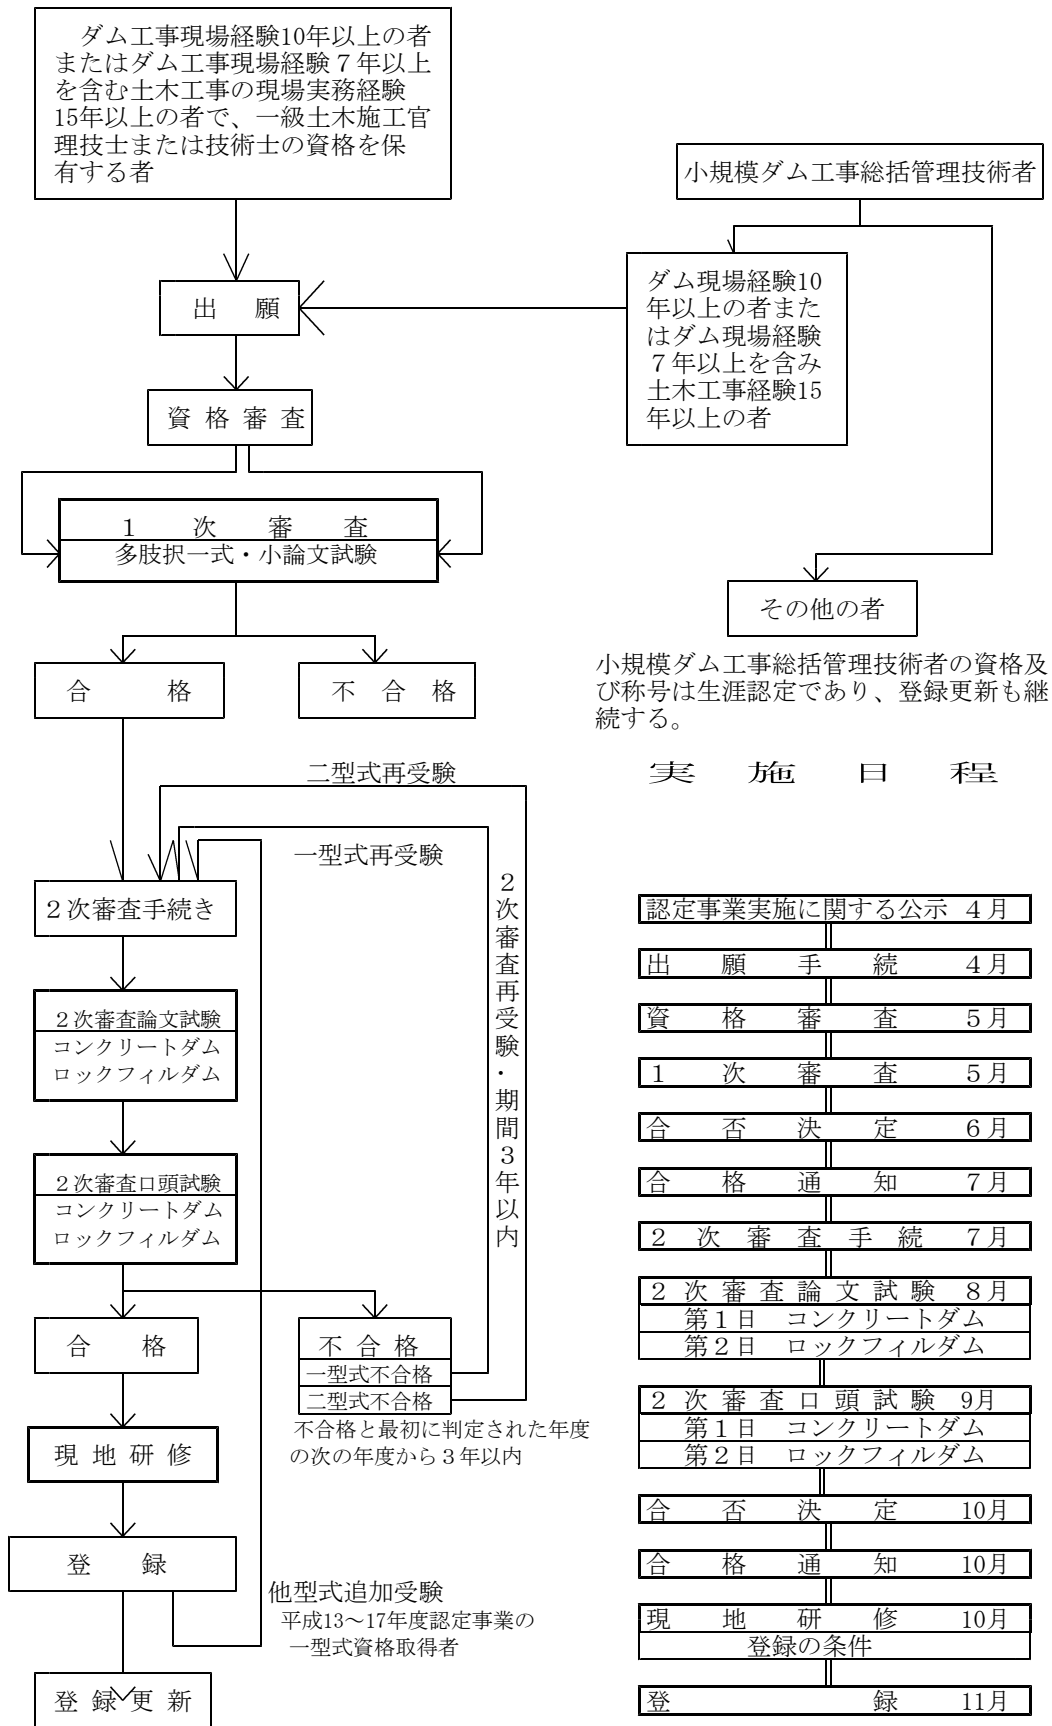 ダム工事現場経験10年以上の者
またはダム工事現場経験７年以上
を含む土木工事の現場実務経験
15年以上の者で、一級土木施工官
理技士または技術士の資格を保
有する者
小規模ダム工事総括管理技術者
ダム現場経験10
年以上の者また
はダム現場経験
７年以上を含み
土木工事経験15
年以上の者
出　願
資 格 審 査
１　次　審　査
多肢択一式・小論文試験
その他の者
合　格
不 合 格
小規模ダム工事総括管理技術者の資格及
び称号は生涯認定であり、登録更新も継
続する。
二型式再受験
一型式再受験
２次審査再受験・期間３年以内
２次審査手続き
２次審査論文試験
コンクリートダム
ロックフィルダム
２次審査口頭試験
コンクリートダム
ロックフィルダム
合　格
不 合 格
一型式不合格
二型式不合格
不合格と最初に判定された年度
の次の年度から３年以内
現 地 研 修
登　録
他型式追加受験
平成13～17年度認定事業の
一型式資格取得者
登 録 更 新
実　施　日　程
認定事業実施に関する公示 ４月
出　願　手　続　４月
資　格　審　査　５月
１　次　審　査　５月
合　否　決　定　６月
合　格　通　知　７月
２ 次 審 査 手 続　７月
２ 次 審 査 論 文 試 験　８月
第１日　コンクリートダム
第２日　ロックフィルダム
２ 次 審 査 口 頭 試 験　9月
第１日　コンクリートダム
第２日　ロックフィルダム
合　否　決　定　10月
合　格　通　知　10月
現　地　研　修　10月
登録の条件
登　録　11月